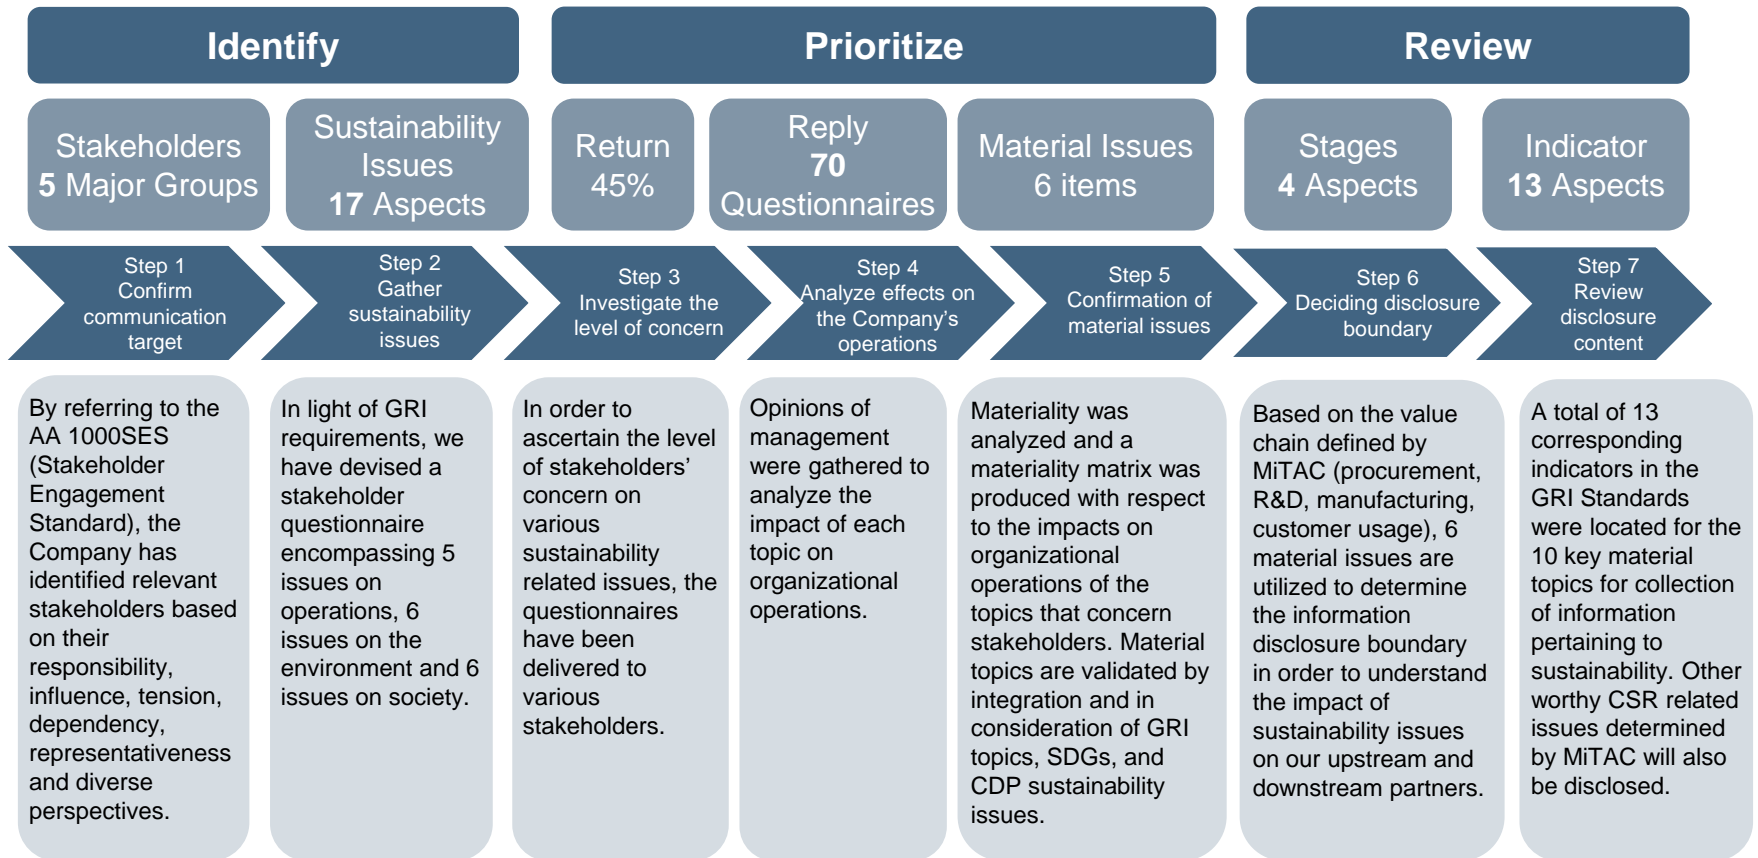 Identify
Prioritize
Review
Stakeholders
5 Major Groups
Sustainability
Issues
17 Aspects
Return
45%
Reply
70
Questionnaires
Material Issues
6 items
Stages
4 Aspects
Indicator
13 Aspects
Step 1
Confirm
communication
target
Step 2
Gather
sustainability
issues
Step 3
Investigate the
level of concern
Step 4
Analyze effects on
the Company’s
operations
Step 5
Confirmation of
material issues
Step 6
Deciding disclosure
boundary
Step 7
Review
disclosure
content
By referring to the
AA 1000SES
(Stakeholder
Engagement
Standard), the
Company has
identified relevant
stakeholders based
on their
responsibility,
influence, tension,
dependency,
representativeness
and diverse
perspectives.
In light of GRI
requirements, we
have devised a
stakeholder
questionnaire
encompassing 5
issues on
operations, 6
issues on the
environment and 6
issues on society.
In order to
ascertain the level
of stakeholders’
concern on
various
sustainability
related issues, the
questionnaires
have been
delivered to
various
stakeholders.
Opinions of
management
were gathered to
analyze the
impact of each
topic on
organizational
operations.
Materiality was
analyzed and a
materiality matrix was
produced with respect
to the impacts on
organizational
operations of the
topics that concern
stakeholders. Material
topics are validated by
integration and in
consideration of GRI
topics, SDGs, and
CDP sustainability
issues.
Based on the value
chain defined by
MiTAC (procurement,
R&D, manufacturing,
customer usage), 6
material issues are
utilized to determine
the information
disclosure boundary
in order to understand
the impact of
sustainability issues
on our upstream and
downstream partners.
A total of 13
corresponding
indicators in the
GRI Standards
were located for the
10 key material
topics for collection
of information
pertaining to
sustainability. Other
worthy CSR related
issues determined
by MiTAC will also
be disclosed.